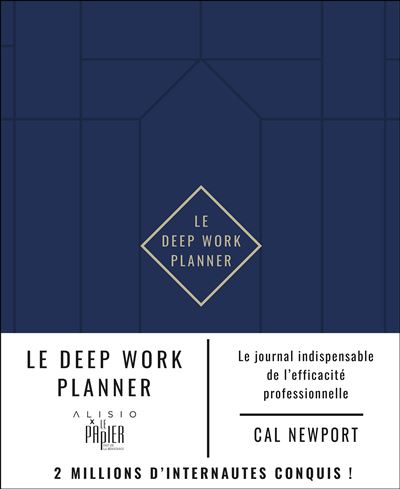 LE
DEEP WORK
PLANNER
LE DEEP WORK
PLANNER
ALISIO
X LE
PAPIER
Le journal indispensable
de l'efficacité
professionnelle
CAL NEWPORT
2 MILLIONS D'INTERNAUTES CONQUIS !